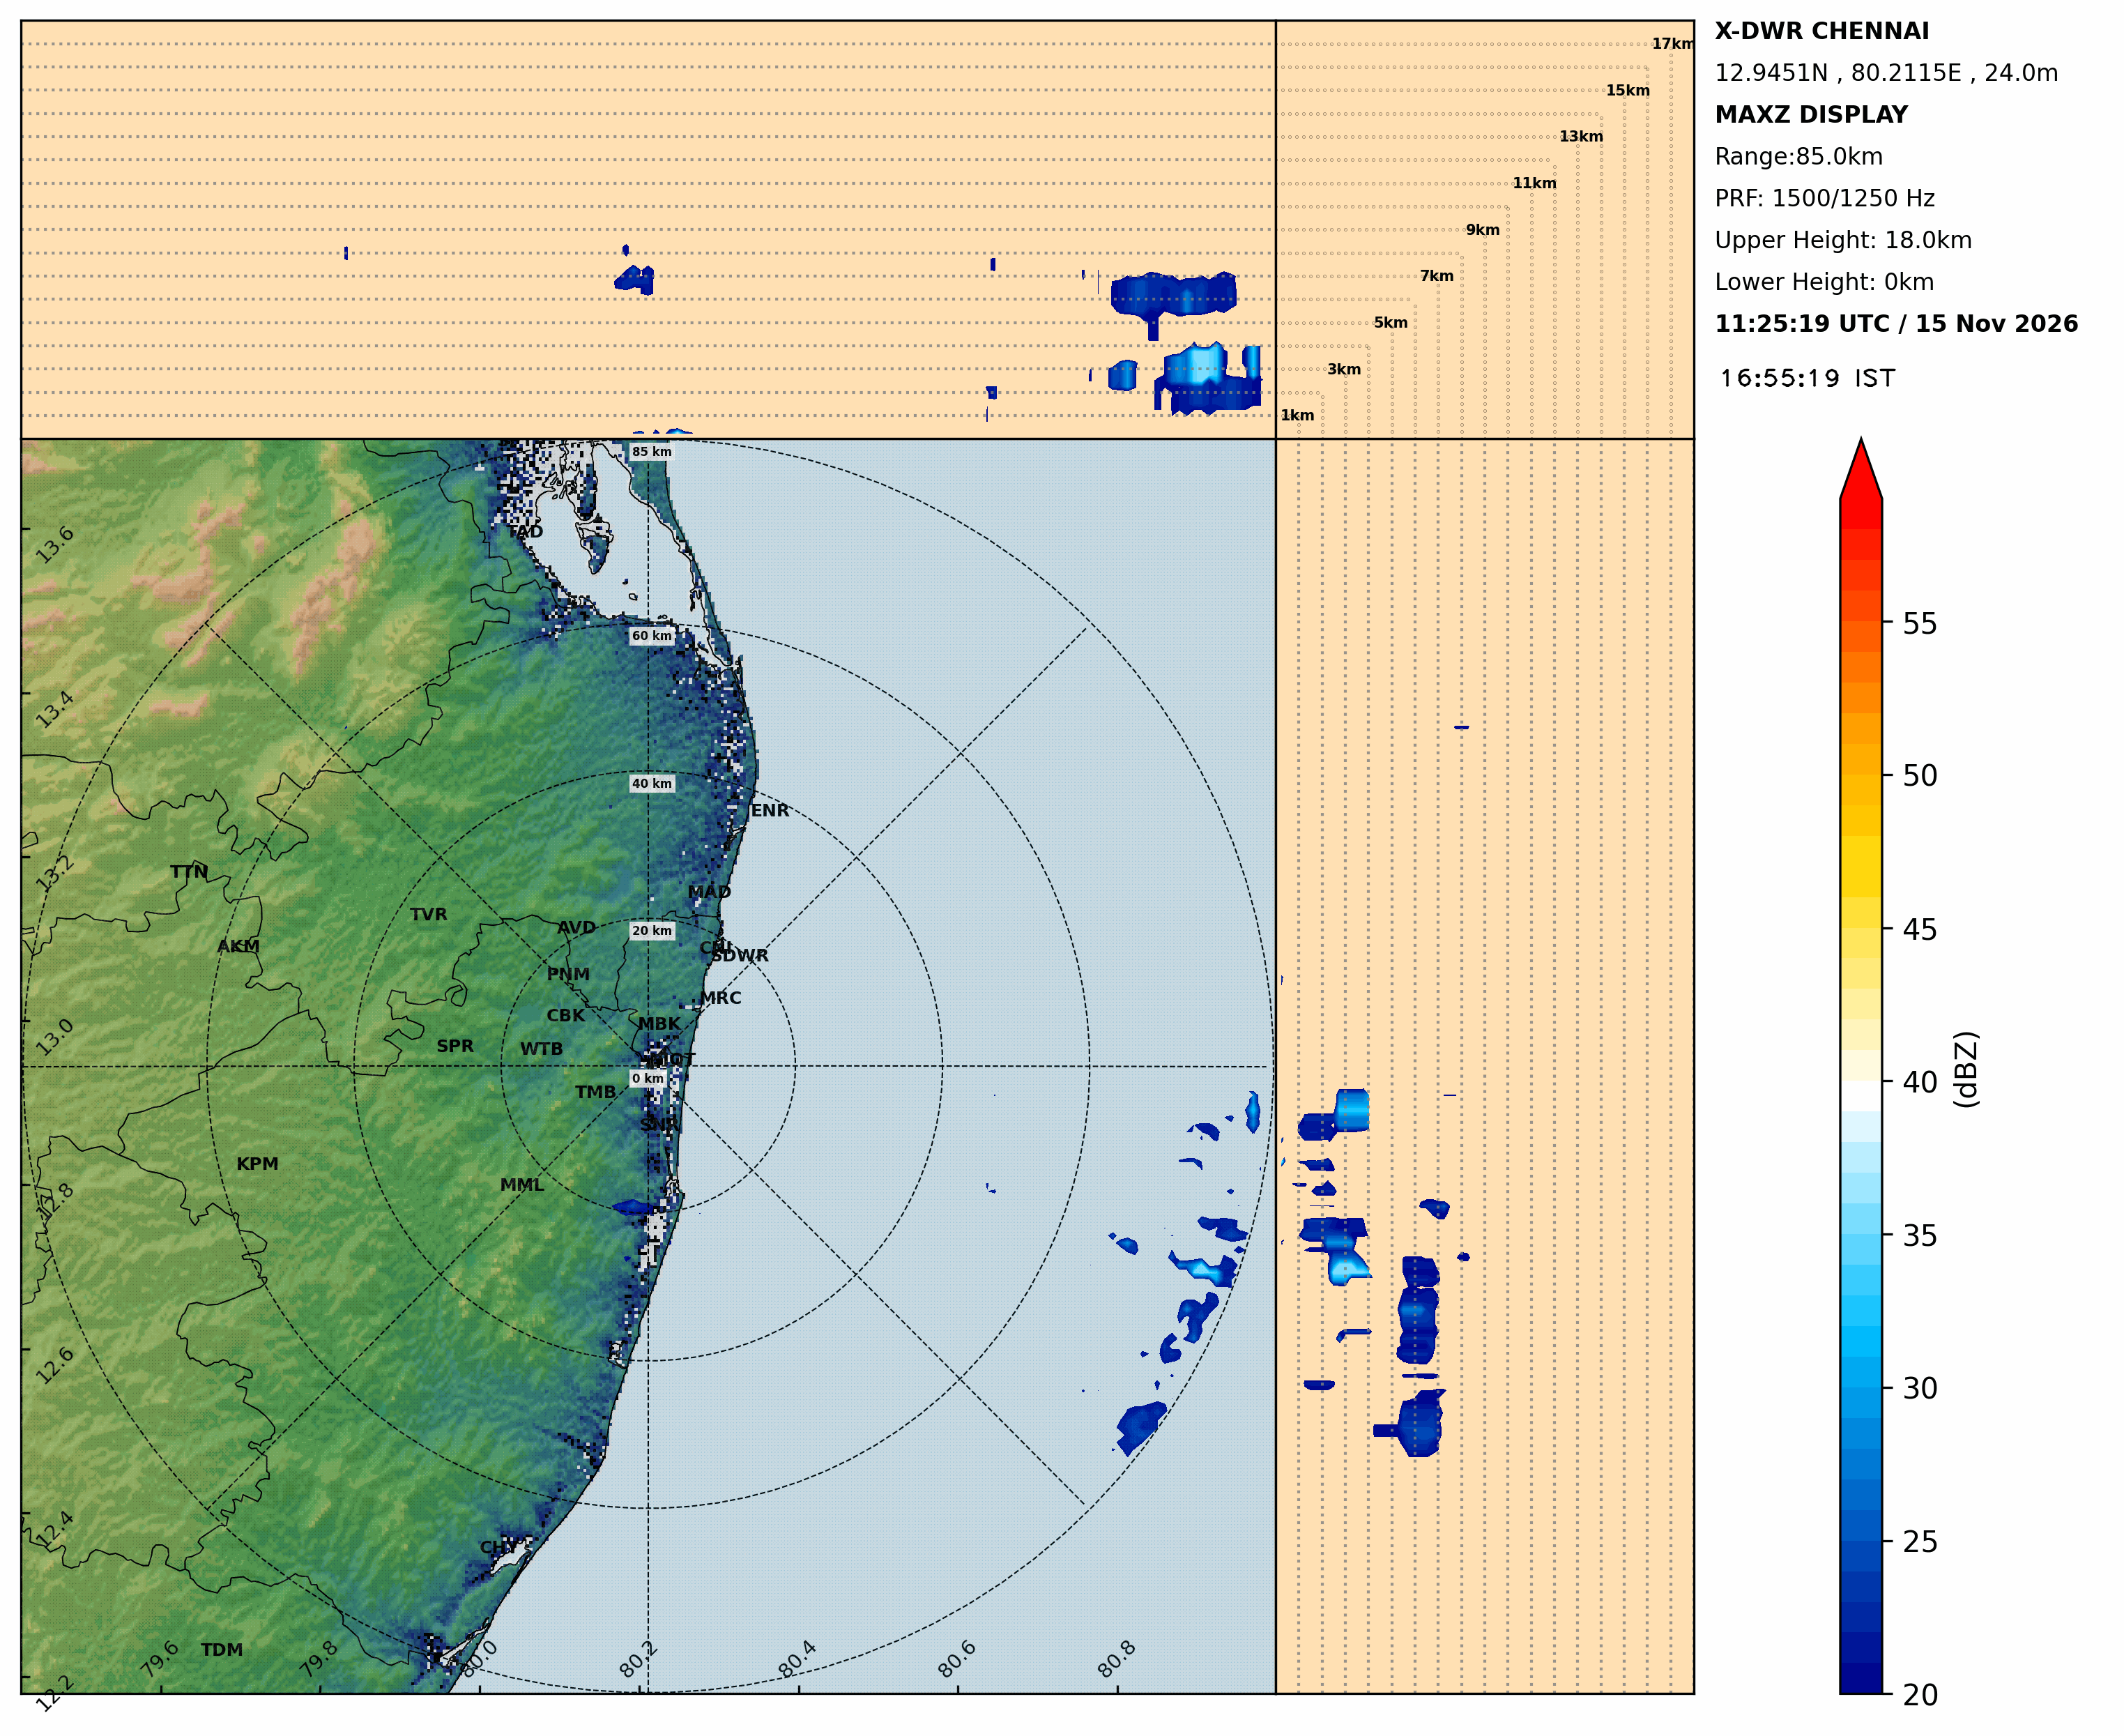 X-DWR CHENNAI
12.9451N , 80.2115E , 24.0m
MAXZ DISPLAY
Range:85.0km
PRF: 1500/1250 Hz
Upper Height: 18.0km
Lower Height: 0km
11:25:19 UTC / 15 Nov 2026
16:55:19 IST
17km
15km
13km
11km
9km
7km
5km
3km
1km
85 km
TAD
13.6
60 km
13.4
40 km
ENR
13.2
TTN
MAD
TVR
AVD
20 km
AKM
SDWR
PNM
MRC
CBK
MBK
13.0
SPR
WTB
0 km
TMB
SNR
KPM
MML
12.8
12.6
12.4
CHY
TDM
12.2
79.6
79.8
80.0
80.2
80.4
80.6
80.8
55
50
45
40
35
30
25
20
(dBZ)